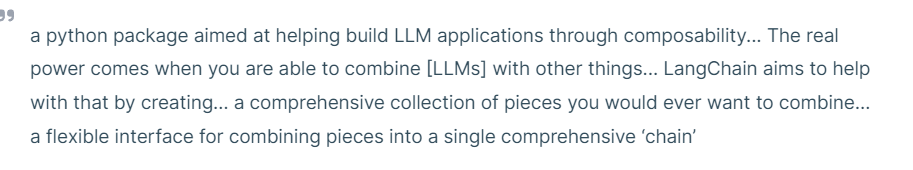 ”
a python package aimed at helping build LLM applications through composability... The real
power comes when you are able to combine [LLMs] with other things... LangChain aims to help
with that by creating... a comprehensive collection of pieces you would ever want to combine...
a flexible interface for combining pieces into a single comprehensive ‘chain’